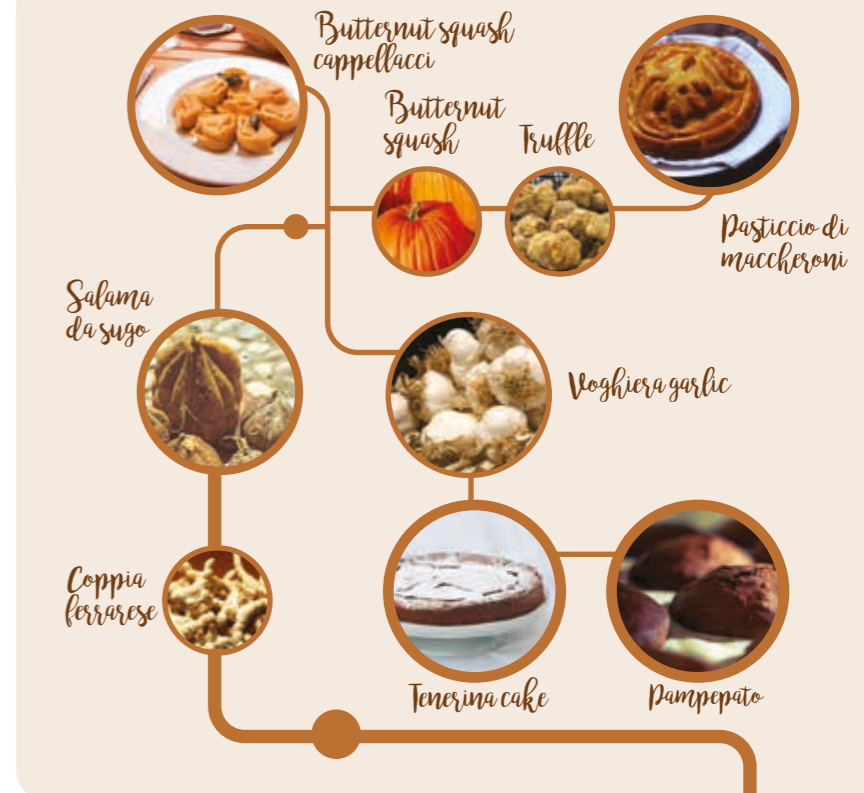 Butternut squash
cappellacci
Butternut
squash
Truffle
Pasticcio di
maccheroni
Salama
da sugo
Voghiera garlic
Coppia
ferrarese
Tenerina cake
Pampepato